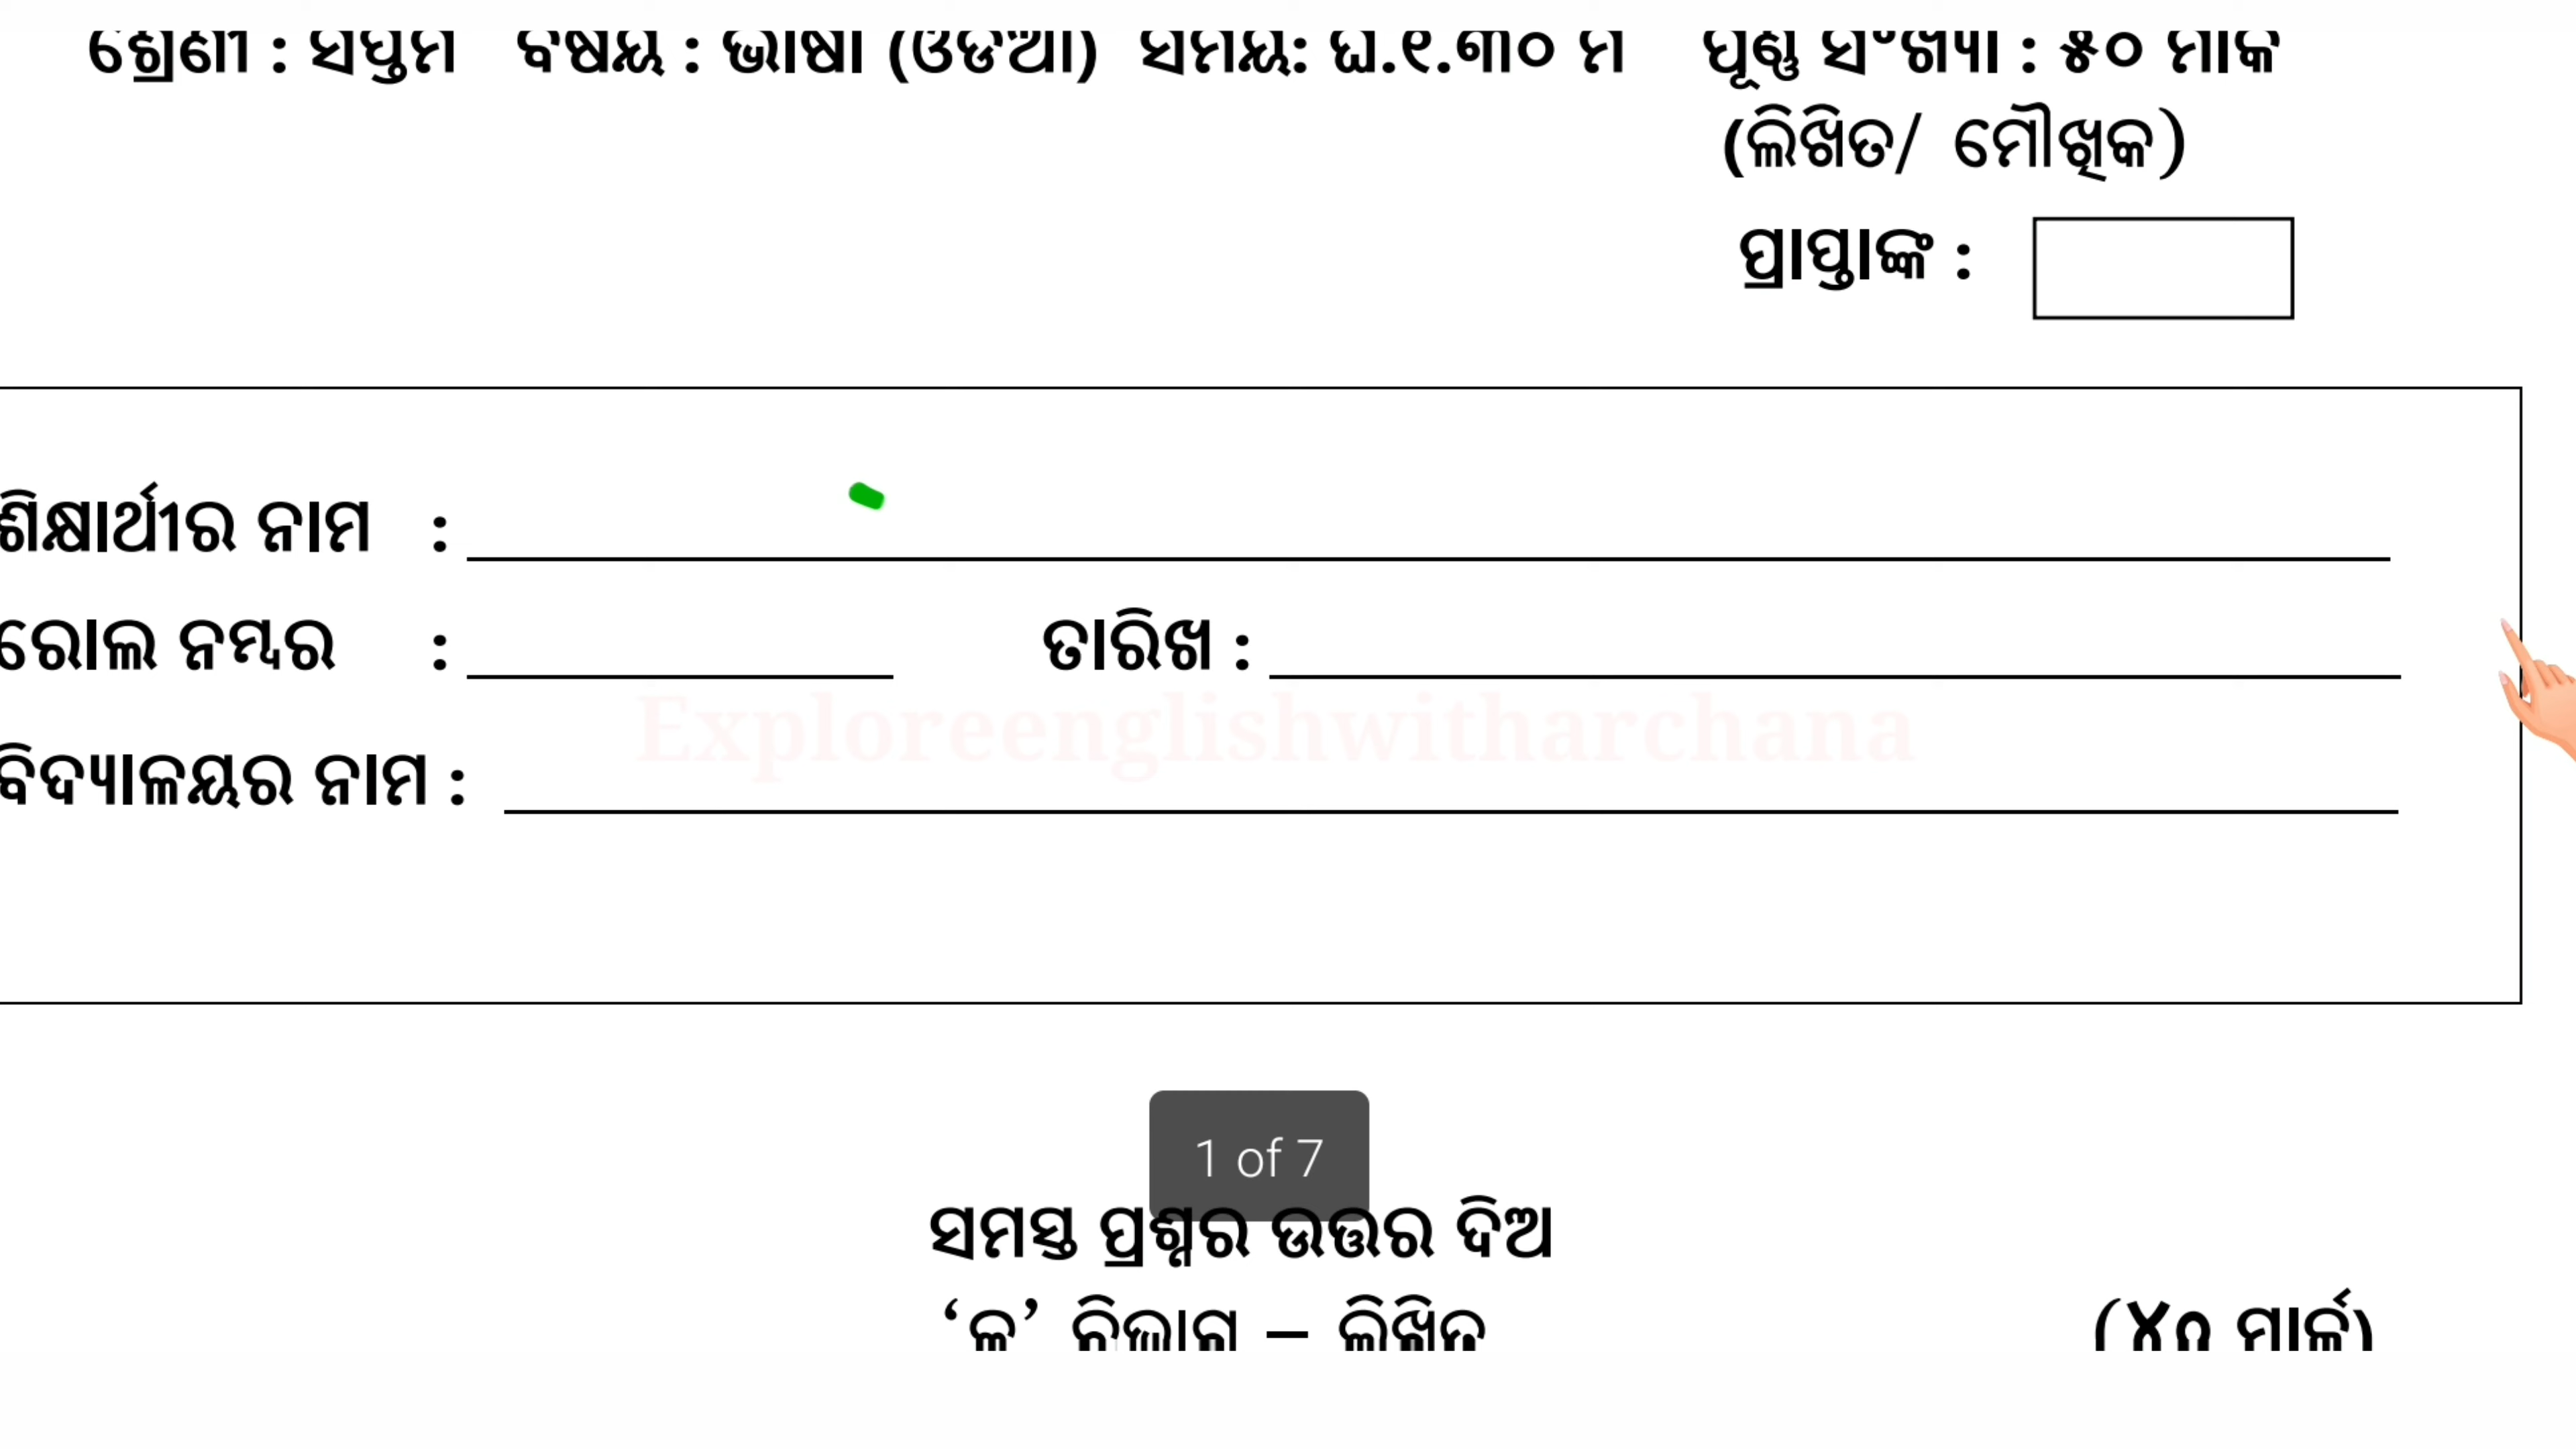 ଶ୍ରେଣୀ : ସପ୍ତମ ବିଷୟ : ଭାଷା (ଓଡ଼ିଆ) ସମୟ: ଘ.୧.୩୦ ମି ପୂର୍ଣ୍ଣ ସଂଖ୍ୟା : ୫୦ ମାର୍କ
(ଲିଖିତ/ ମୌଖିକ)
ପ୍ରାପ୍ତାଙ୍କ :
ଶିକ୍ଷାର୍ଥୀର ନାମ :
ରୋଲ ନମ୍ବର : ତାରିଖ :
Exploreenglishwitharchana
ବିଦ୍ୟାଳୟର ନାମ :
1 of 7
ସମସ୍ତ ପ୍ରଶ୍ନର ଉତ୍ତର ଦିଅ
‘କ’ ବିଭାଗ – ଲିଖିତ (୪୦ ମାର୍କ)